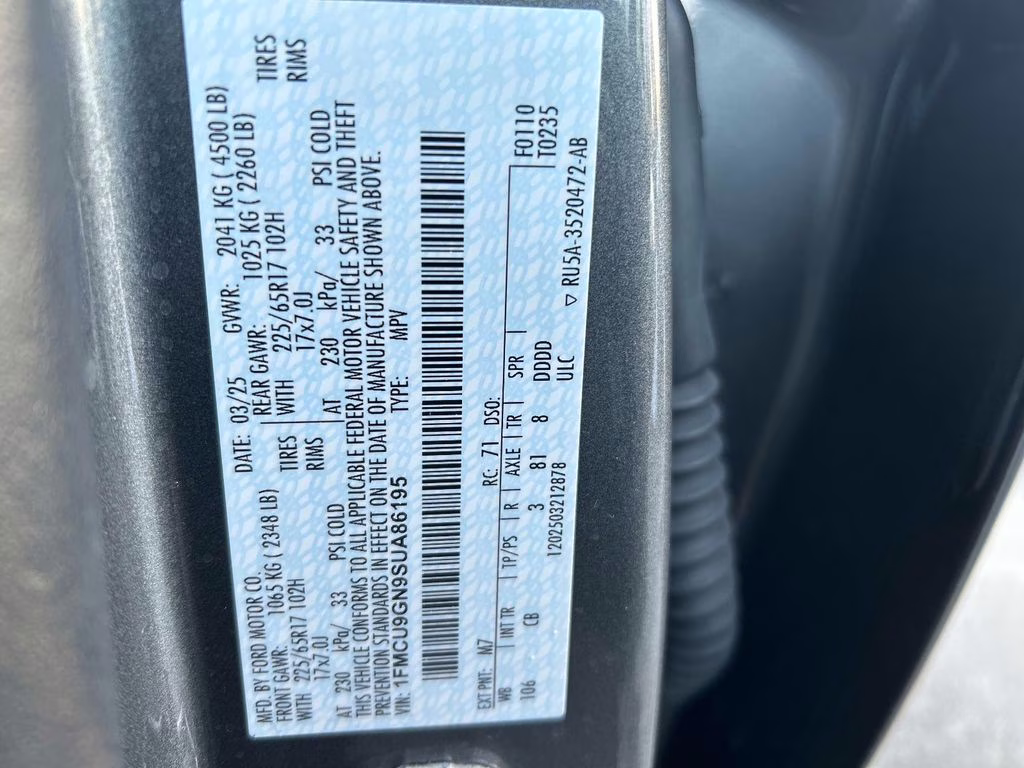 MFD. BY FORD MOTOR CO. DATE: 03/25 GVWR: 2041 KG ( 4500 LB)
FRONT GAWR: 1065 KG ( 2348 LB) REAR GAWR: 1025 KG ( 2260 LB)
WITH 225/65R17 102H TIRES WITH 225/65R17 102H TIRES
17x7.0J RIMS 17x7.0J RIMS
AT 230 kPa/ 33 PSI COLD AT 230 kPa/ 33 PSI COLD
THIS VEHICLE CONFORMS TO ALL APPLICABLE FEDERAL MOTOR VEHICLE SAFETY AND THEFT
PREVENTION STANDARDS IN EFFECT ON THE DATE OF MANUFACTURE SHOWN ABOVE.
VIN: 1FMCU9GN9SUA86195 TYPE: MPV
EXT PNT: M7 RC: 71 DSO: F0110
WB INT TR TP/PS R AXLE TR SPR T0235
106 CB 3 81 8 DDDD
1202503212878 ULC ▽ RU5A-3520472-AB